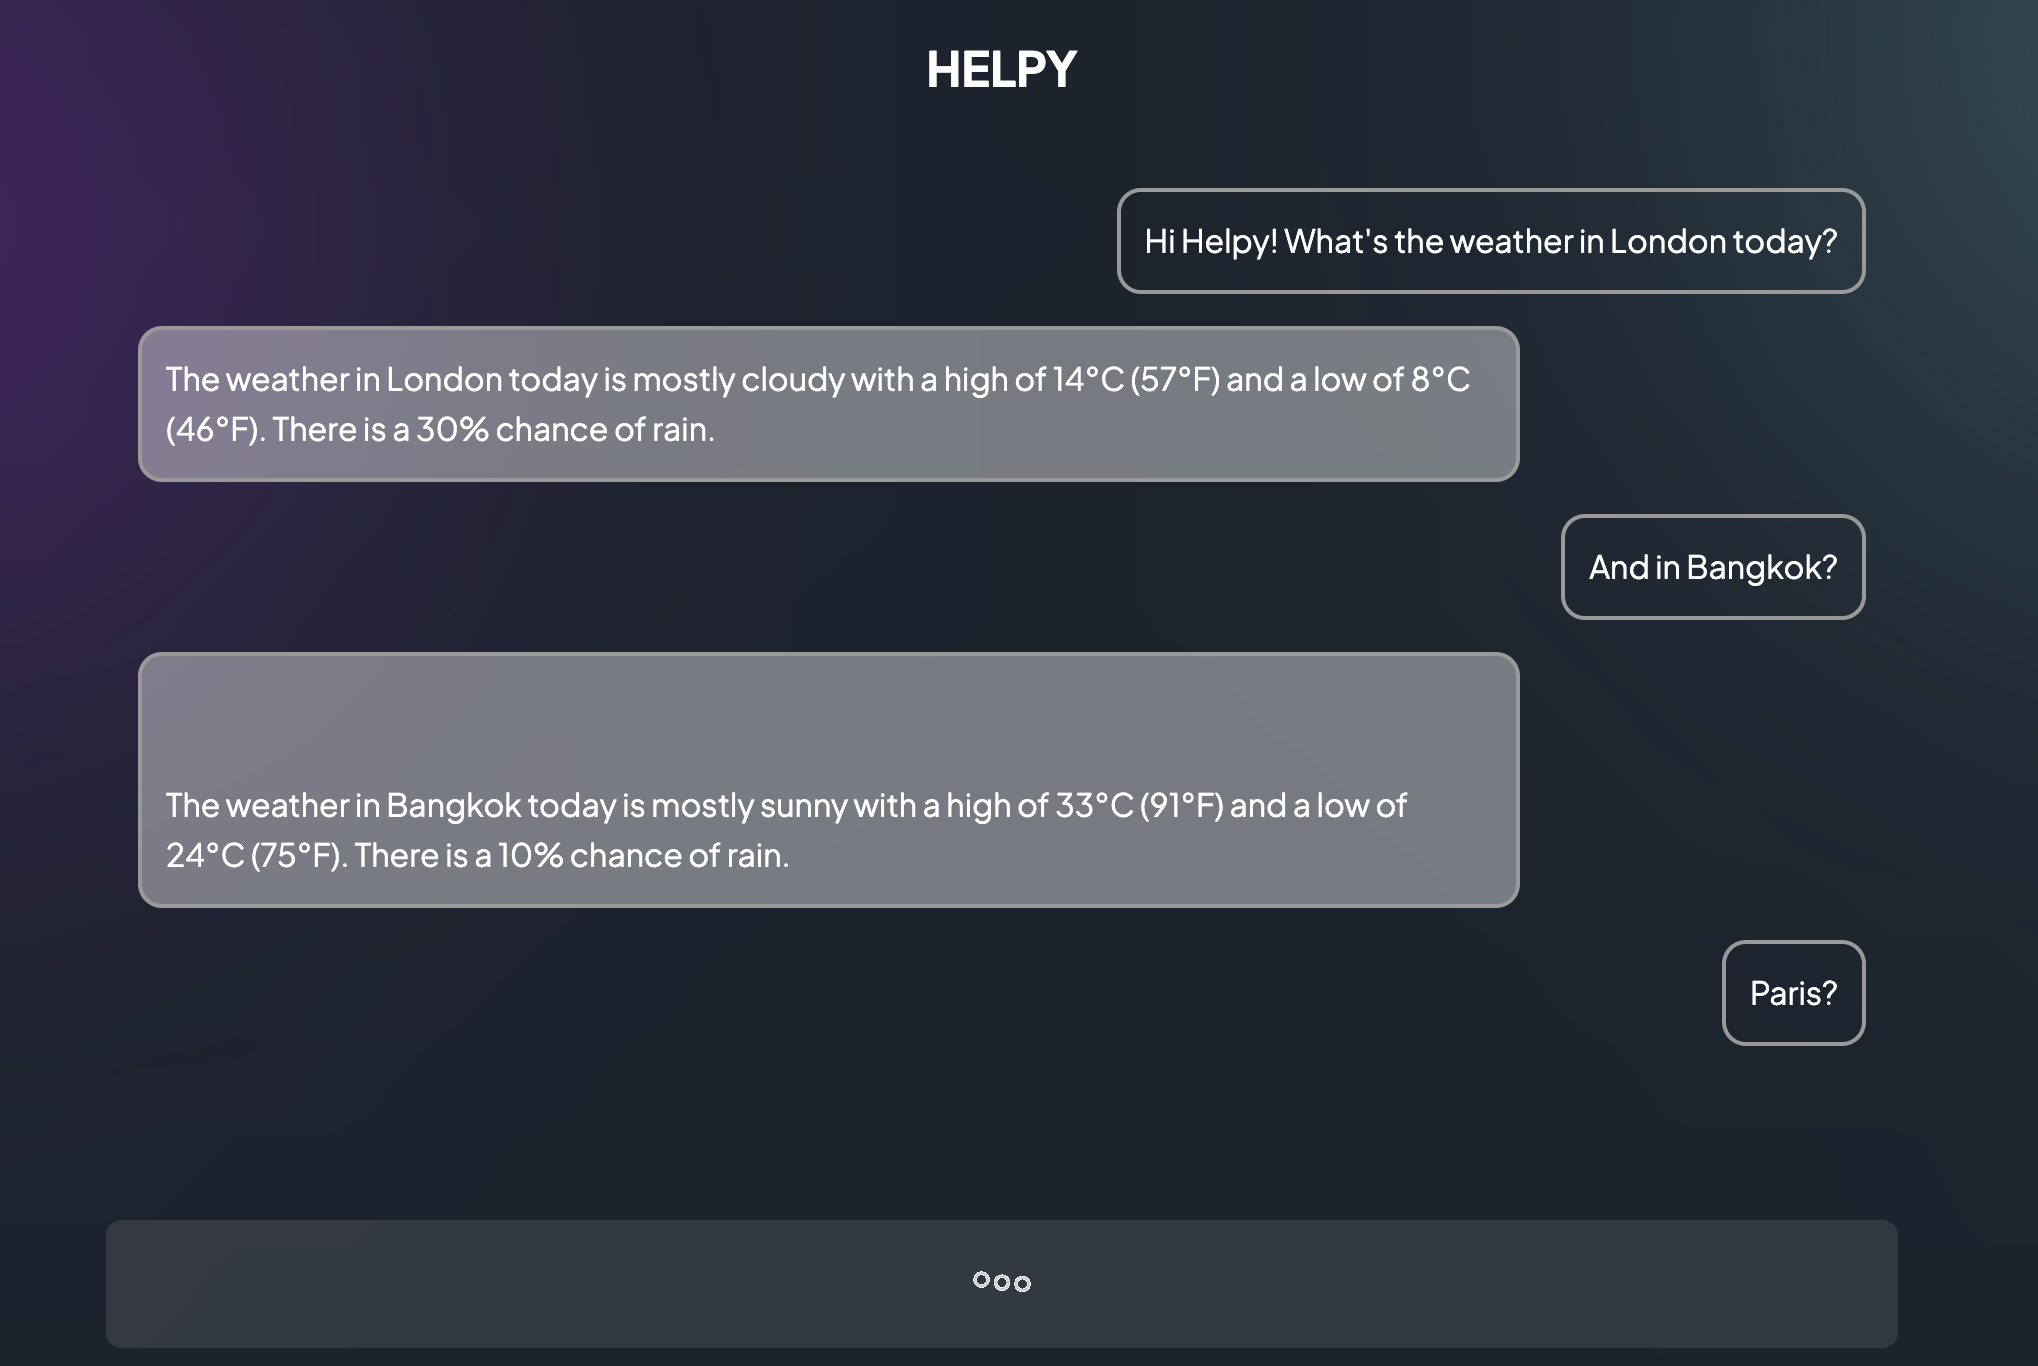 HELPY
Hi Helpy! What's the weather in London today?
The weather in London today is mostly cloudy with a high of 14°C (57°F) and a low of 8°C
(46°F). There is a 30% chance of rain.
And in Bangkok?
The weather in Bangkok today is mostly sunny with a high of 33°C (91°F) and a low of
24°C (75°F). There is a 10% chance of rain.
Paris?